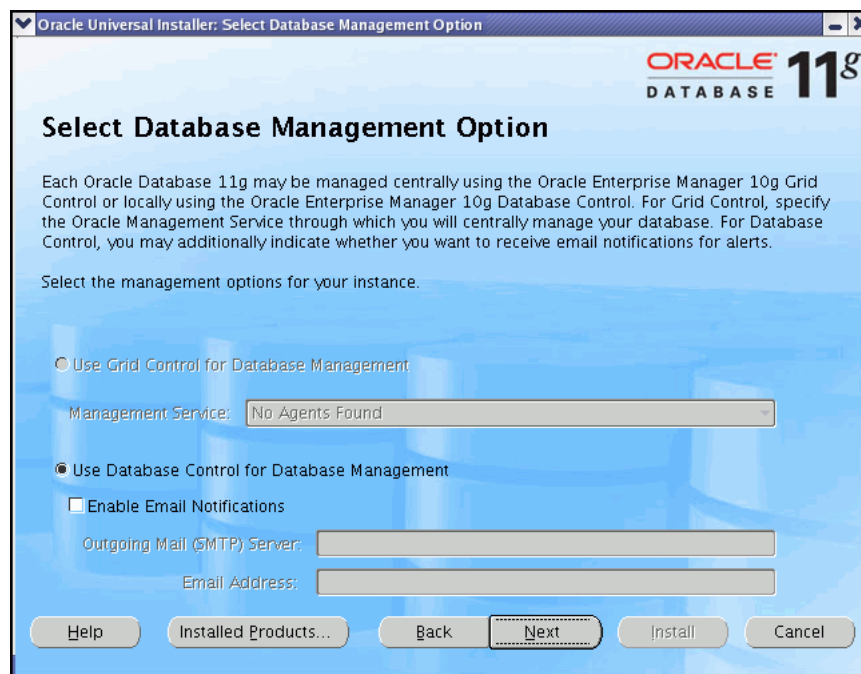 Oracle Universal Installer: Select Database Management Option
ORACLE 11g
DATABASE
Select Database Management Option
Each Oracle Database 11g may be managed centrally using the Oracle Enterprise Manager 10g Grid
Control or locally using the Oracle Enterprise Manager 10g Database Control. For Grid Control, specify
the Oracle Management Service through which you will centrally manage your database. For Database
Control, you may additionally indicate whether you want to receive email notifications for alerts.
Select the management options for your instance.
Use Grid Control for Database Management
Management Service: No Agents Found
Use Database Control for Database Management
Enable Email Notifications
Outgoing Mail (SMTP) Server:
Email Address:
Help Installed Products... Back Next Install Cancel